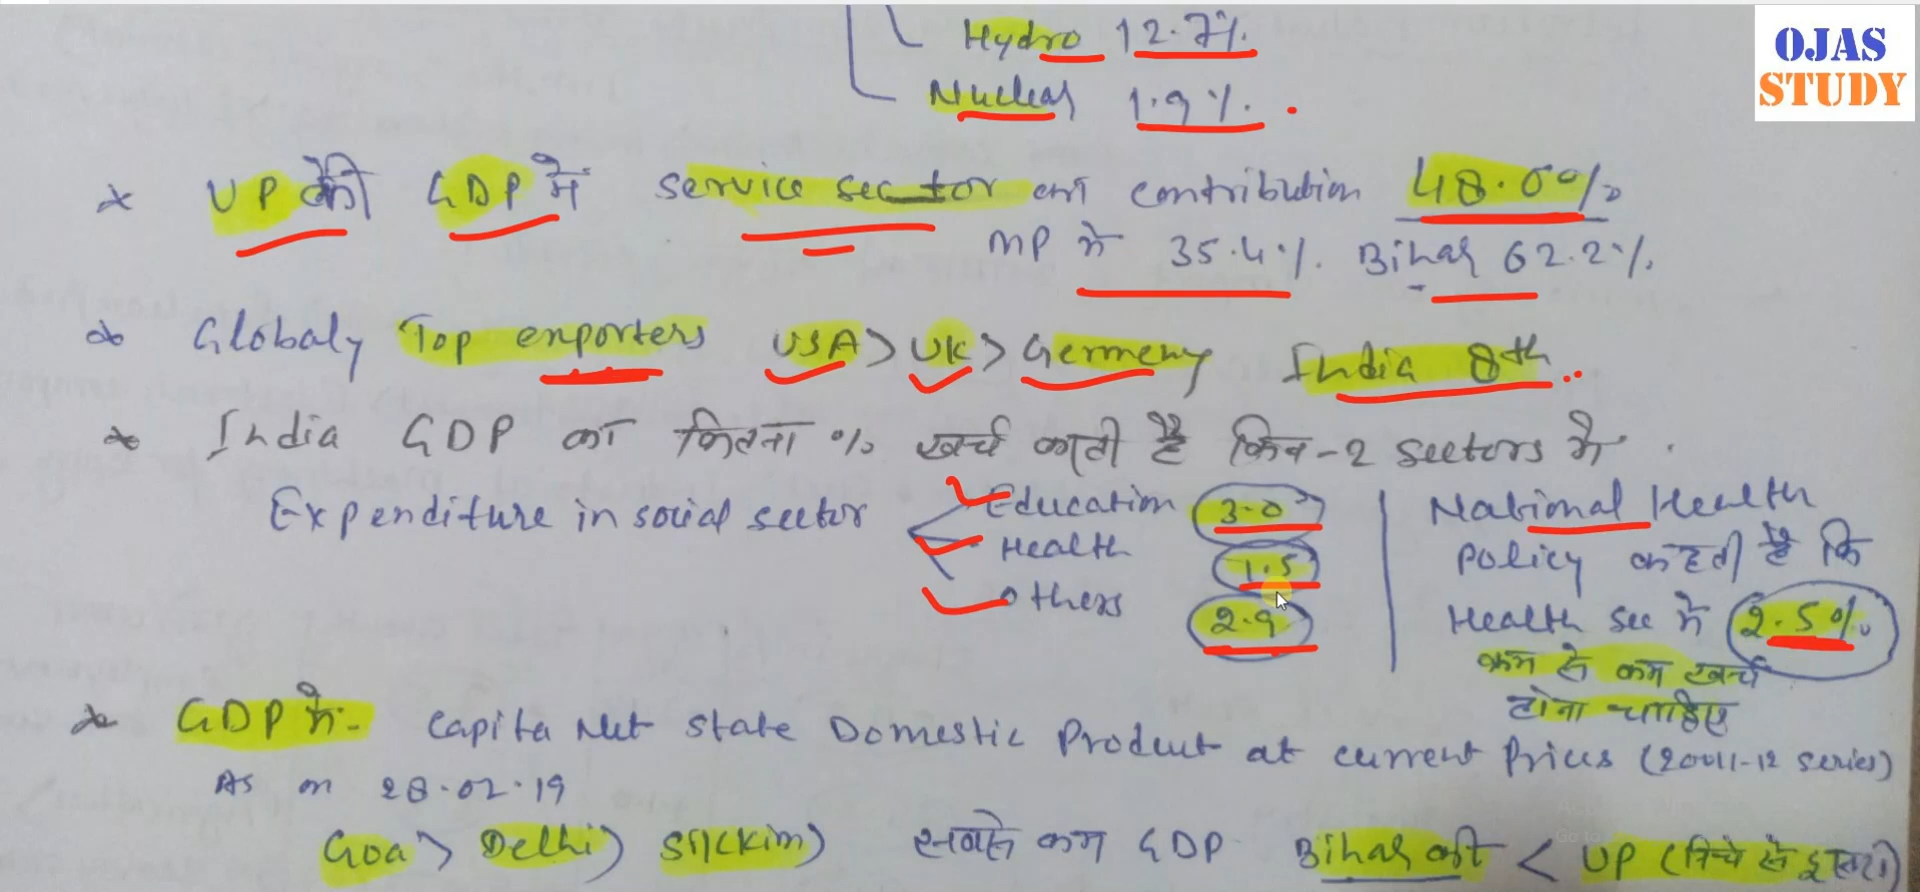 Hydro 12.7%
OJAS
STUDY
Nuclear 1.9%.
* UP की GDP में service sector का contribution 48.0%
MP में 35.4%. Bihar 62.2%.
* Globaly Top exporters USA > UK > Germeny India 8th
* India GDP का कितना % खर्च करती है किन-2 sectors में.
Expenditure in social sector Education 3.0
Health 1.5
Others 2.9
National Health
Policy कहती है कि
Health sec में 2.5%
कम से कम खर्च
होना चाहिए
* GDP में- Capita Net State Domestic Product at current Prices (20011-12 series)
As on 28.02.19
Goa > Delhi > Sickim) सबसे कम GDP Bihar की < UP (निचे से दूसरा)